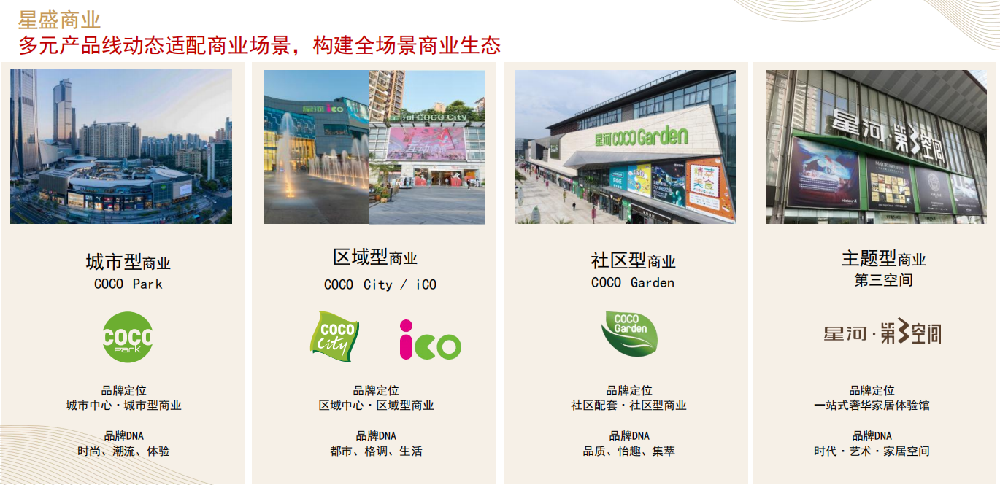 星盛商业
多元产品线动态适配商业场景，构建全场景商业生态
星河 ico
星河 COCO City
互动
星河 COCO Garden
精萃
美食
星河·第3空间
城市型商业
COCO Park
区域型商业
COCO City / iCO
社区型商业
COCO Garden
主题型商业
第三空间
COCO
Park
COCO
City
ico
COCO
Garden
星河·第3空间
品牌定位
城市中心·城市型商业
品牌DNA
时尚、潮流、体验
品牌定位
区域中心·区域型商业
品牌DNA
都市、格调、生活
品牌定位
社区配套·社区型商业
品牌DNA
品质、怡趣、集萃
品牌定位
一站式奢华家居体验馆
品牌DNA
时代·艺术·家居空间